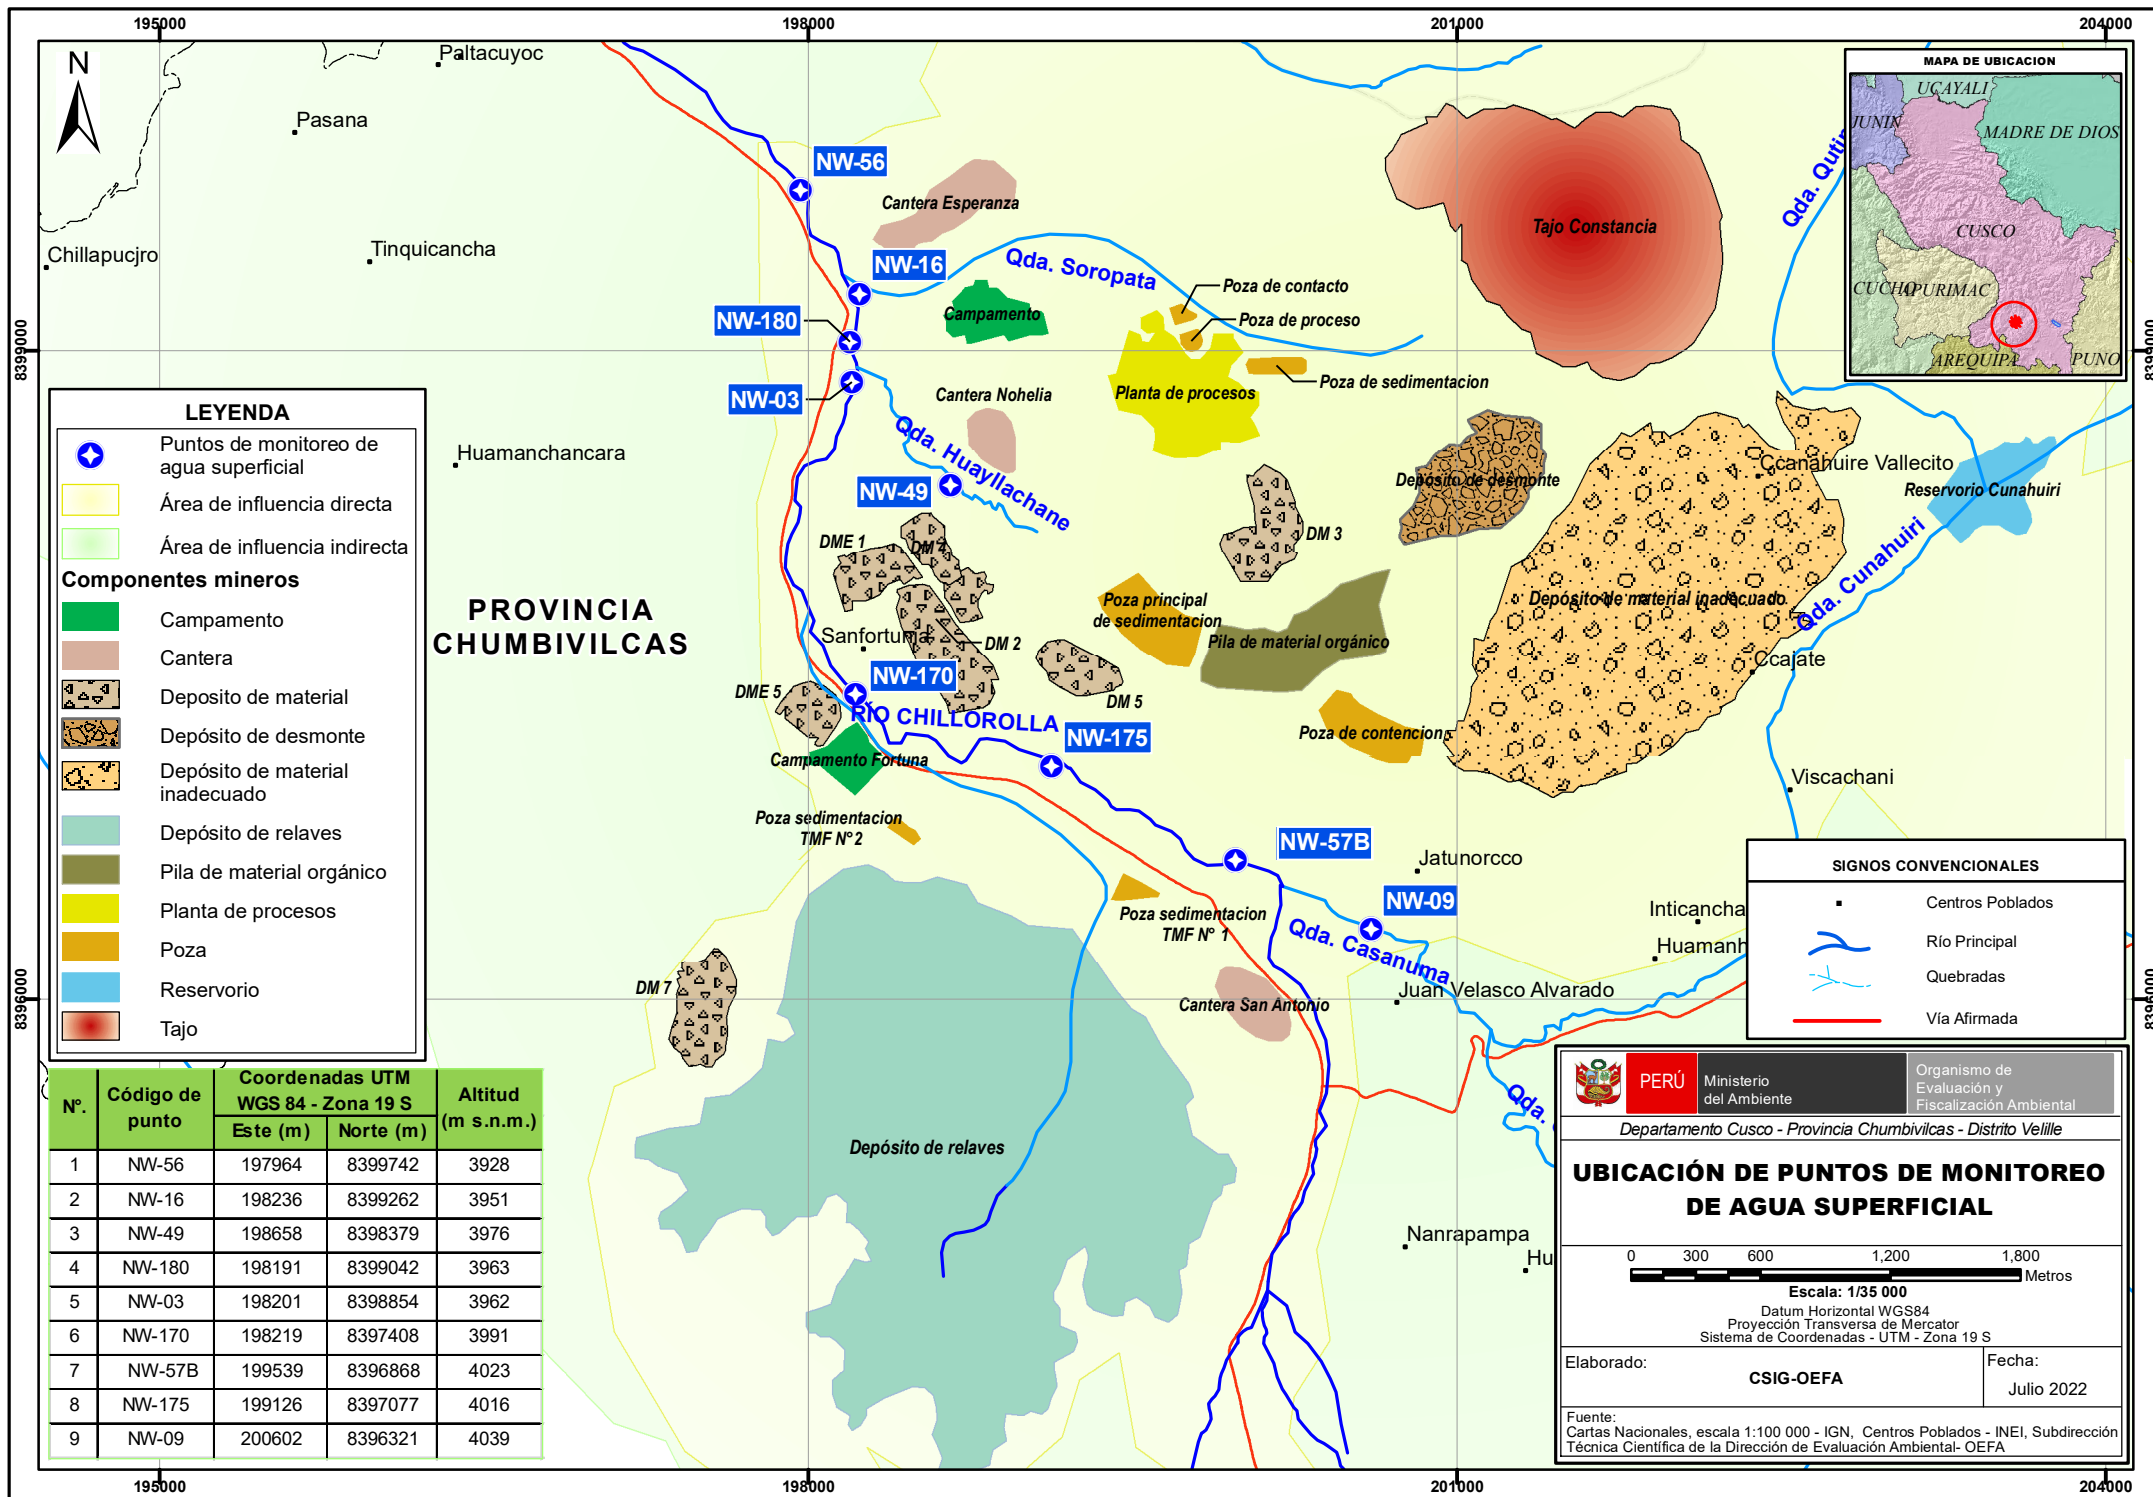 195000
198000
201000
204000
8399000
8396000
8399000
8396000
195000
198000
201000
204000
N
Paltacuyoc
Pasana
Chillapucjro
Tinquicancha
Huamanchancara
PROVINCIA
CHUMBIVILCAS
NW-56
Cantera Esperanza
NW-16
Qda. Soropata
NW-180
Campamento
Poza de contacto
Poza de proceso
NW-03
Cantera Nohelia
Planta de procesos
Poza de sedimentacion
Tajo Constancia
Qda. Huayllachane
NW-49
Depósito de desmonte
Ccanahuire Vallecito
Reservorio Cunahuiri
Qda. Cunahuiri
DME 1
DM 4
DM 3
Poza principal
de sedimentacion
Pila de material orgánico
Depósito de material inadecuado
Sanfortuna
DM 2
Ccajate
NW-170
DME 5
DM 5
RÍO CHILLOROLLA
NW-175
Poza de contencion
Campamento Fortuna
Viscachani
Poza sedimentacion
TMF N° 2
NW-57B
Jatunorcco
NW-09
Poza sedimentacion
TMF N° 1
Qda. Casanuma
Inticancha
Huamanh
DM 7
Cantera San Antonio
Juan Velasco Alvarado
Depósito de relaves
Qda.
Nanrapampa
Hu
MAPA DE UBICACION
UCAYALI
JUNIN
MADRE DE DIOS
CUSCO
APURIMAC
AREQUIPA
PUNO
LEYENDA
Puntos de monitoreo de
agua superficial
Área de influencia directa
Área de influencia indirecta
Componentes mineros
Campamento
Cantera
Deposito de material
Depósito de desmonte
Depósito de material
inadecuado
Depósito de relaves
Pila de material orgánico
Planta de procesos
Poza
Reservorio
Tajo
Nº. Código de punto Coordenadas UTM WGS 84 - Zona 19 S Altitud (m s.n.m.)
Este (m) Norte (m)
1 NW-56 197964 8399742 3928
2 NW-16 198236 8399262 3951
3 NW-49 198658 8398379 3976
4 NW-180 198191 8399042 3963
5 NW-03 198201 8398854 3962
6 NW-170 198219 8397408 3991
7 NW-57B 199539 8396868 4023
8 NW-175 199126 8397077 4016
9 NW-09 200602 8396321 4039
SIGNOS CONVENCIONALES
Centros Poblados
Río Principal
Quebradas
Vía Afirmada
PERÚ
Ministerio
del Ambiente
Organismo de
Evaluación y
Fiscalización Ambiental
Departamento Cusco - Provincia Chumbivilcas - Distrito Velille
UBICACIÓN DE PUNTOS DE MONITOREO
DE AGUA SUPERFICIAL
0 300 600 1,200 1,800
Metros
Escala: 1/35 000
Datum Horizontal WGS84
Proyección Transversa de Mercator
Sistema de Coordenadas - UTM - Zona 19 S
Elaborado:
CSIG-OEFA
Fecha:
Julio 2022
Fuente:
Cartas Nacionales, escala 1:100 000 - IGN, Centros Poblados - INEI, Subdirección
Técnica Científica de la Dirección de Evaluación Ambiental- OEFA